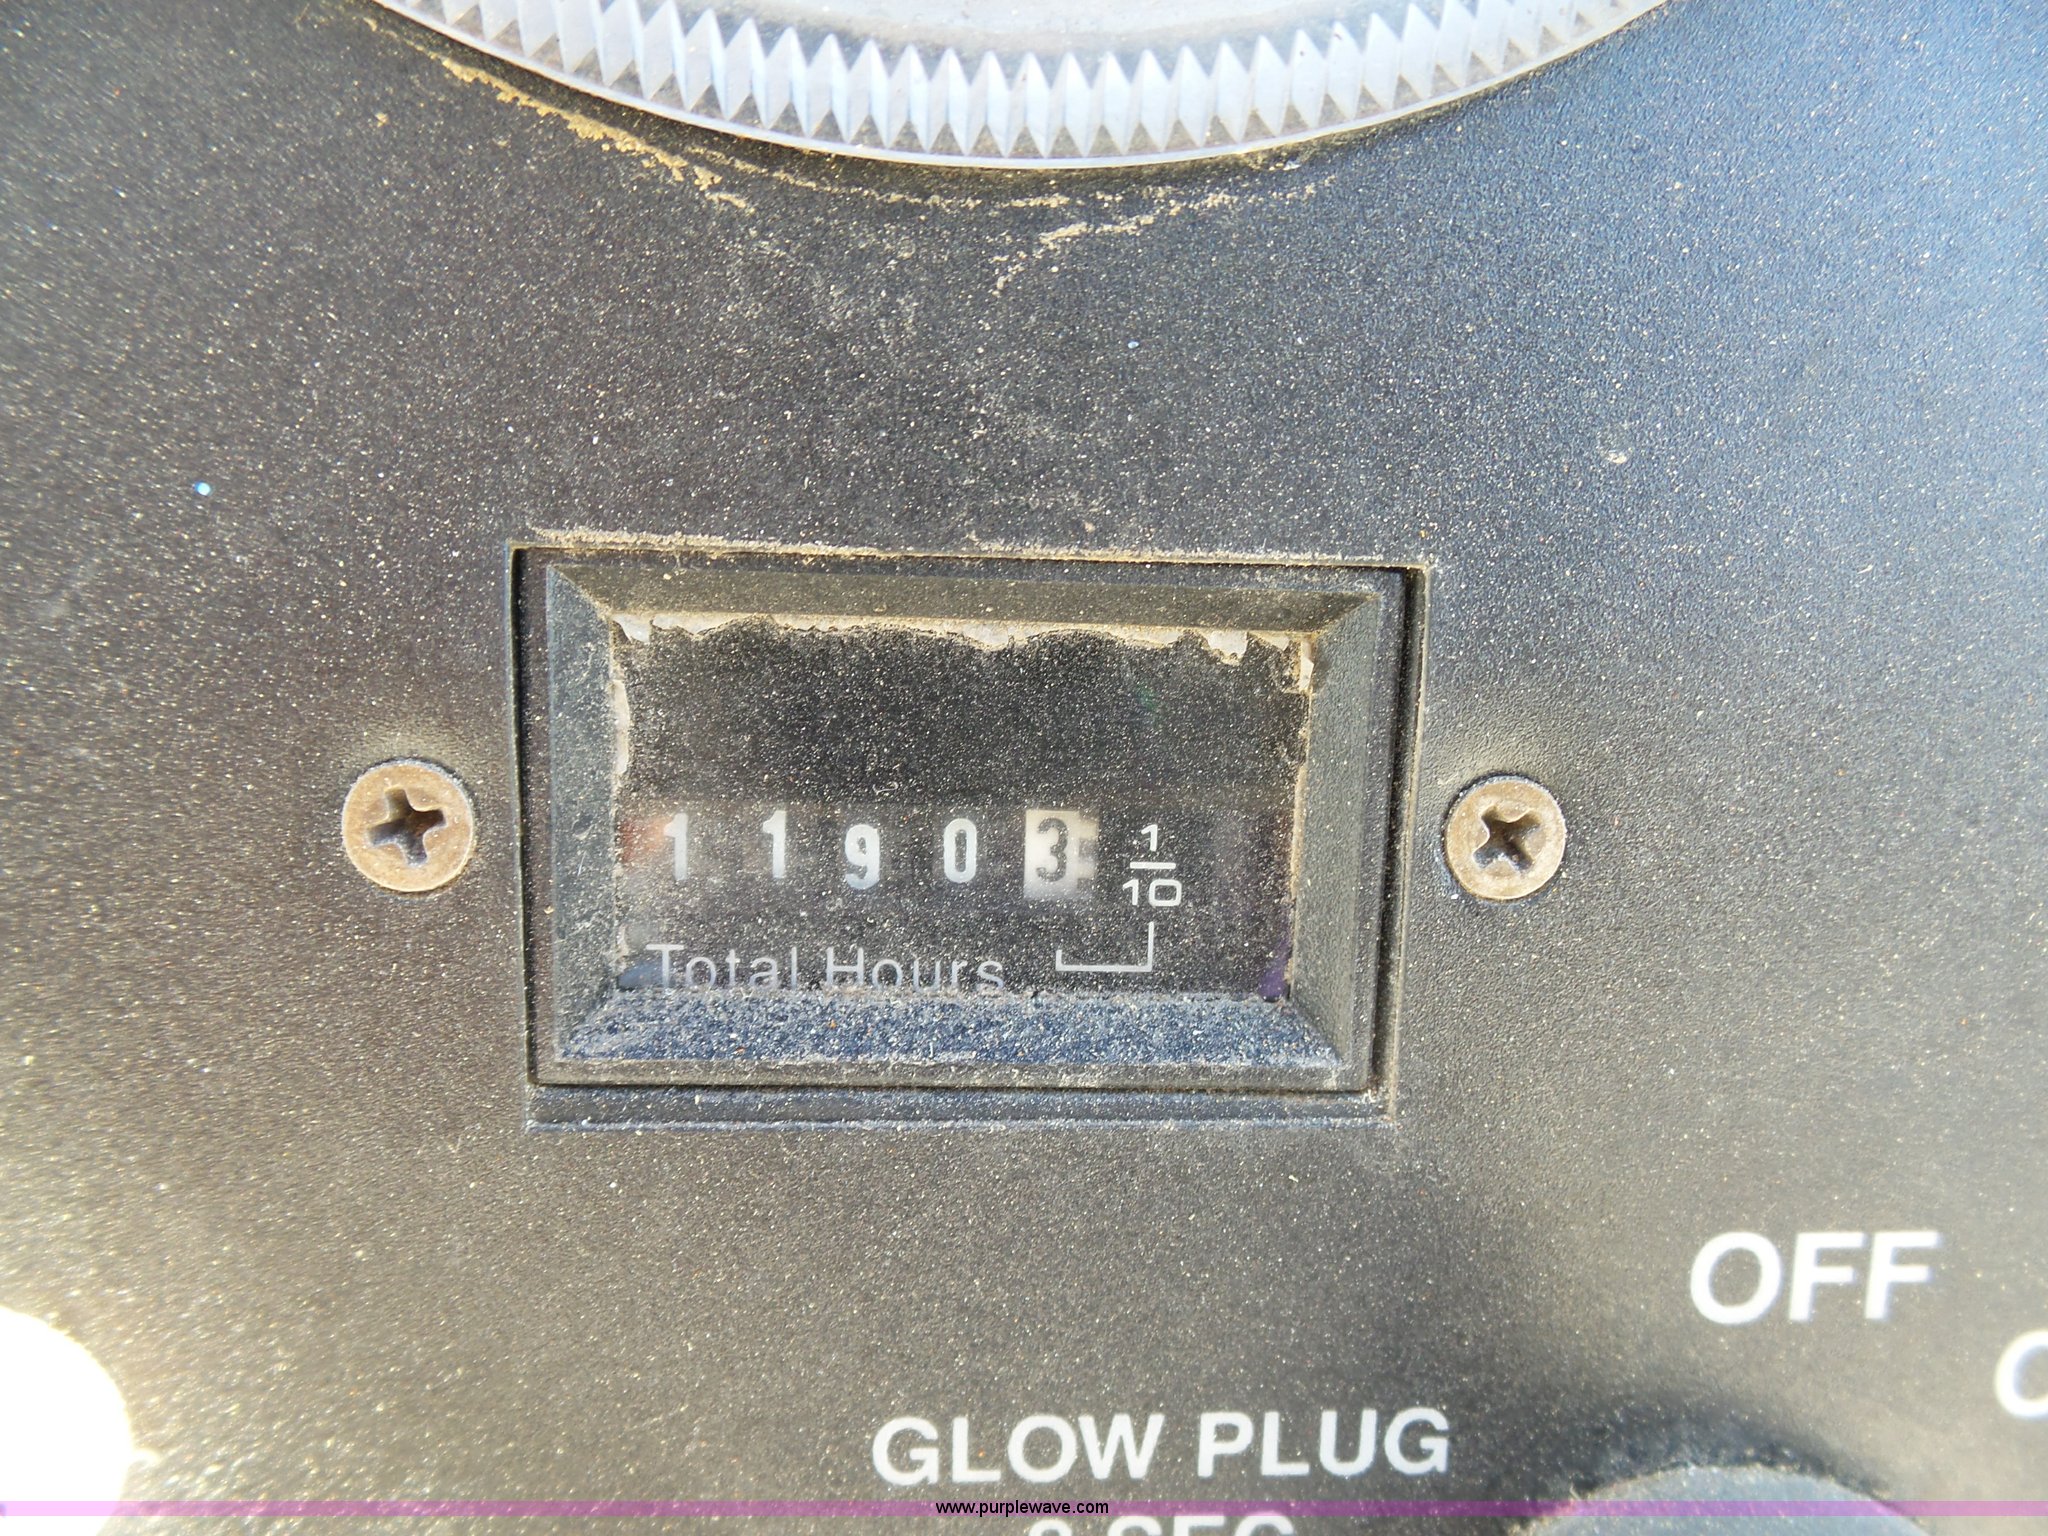 1 1 9 0 3 1/10
Total Hours
OFF
GLOW PLUG
www.purplewave.com